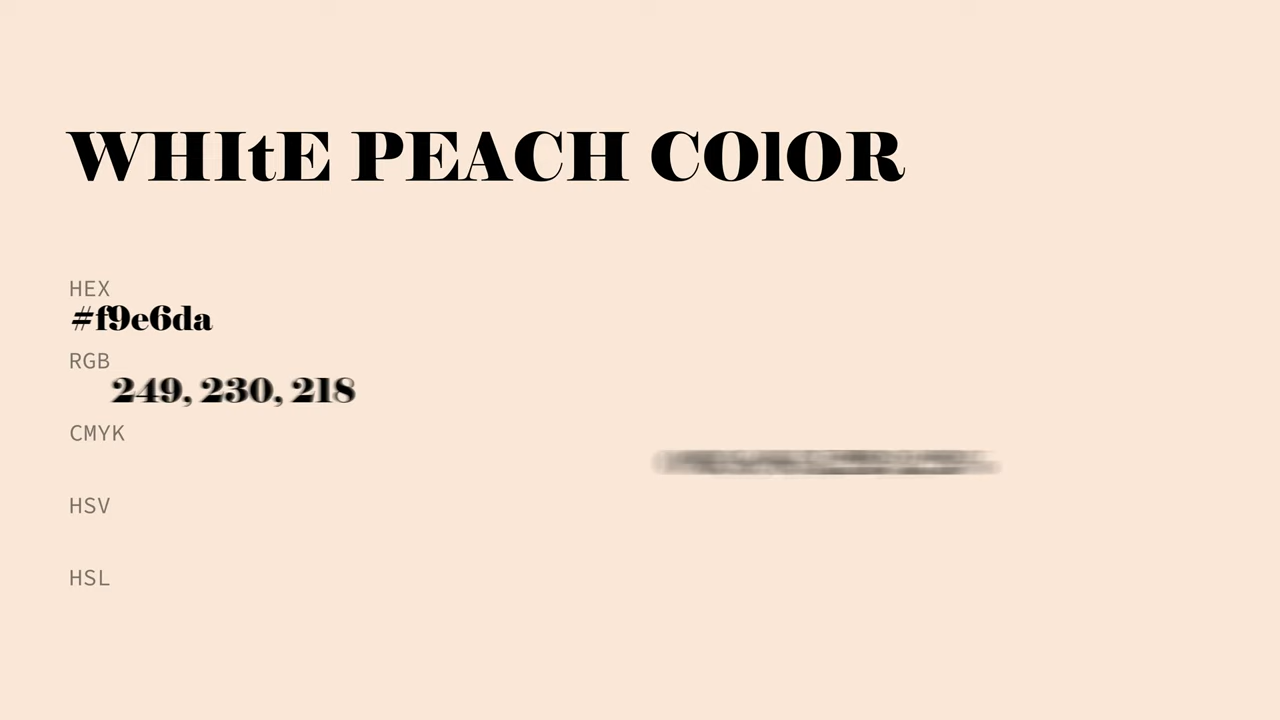 WHItE PEACH COlOR
HEX
#f9e6da
RGB
249, 230, 218
CMYK
HSV
HSL